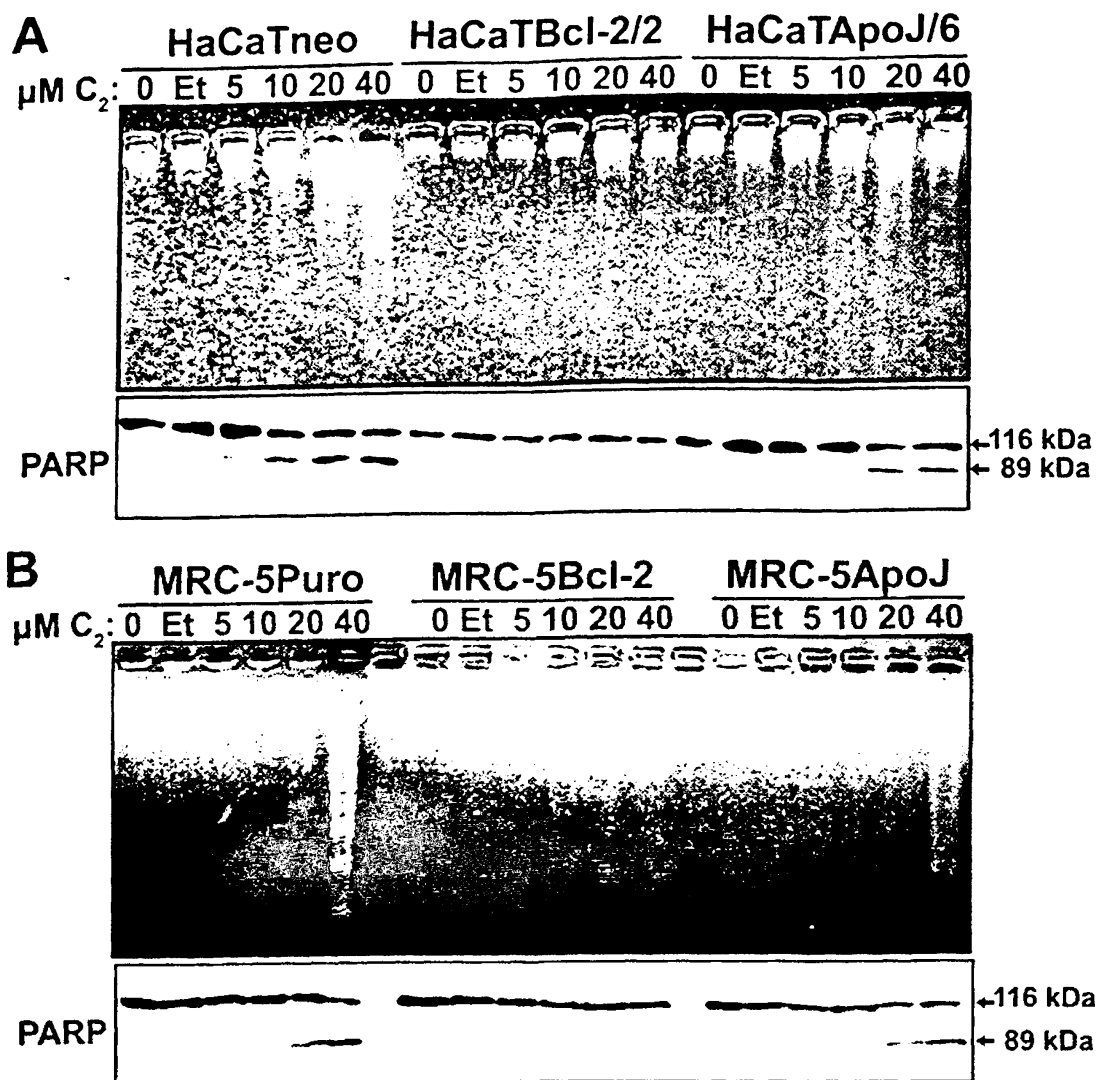 A
HaCaTneo HaCaTBcl-2/2 HaCaTApoJ/6
µM C₂: 0 Et 5 10 20 40 0 Et 5 10 20 40 0 Et 5 10 20 40
116 kDa
PARP
89 kDa
B
MRC-5Puro MRC-5Bcl-2 MRC-5ApoJ
µM C₂: 0 Et 5 10 20 40 0 Et 5 10 20 40 0 Et 5 10 20 40
116 kDa
PARP
89 kDa